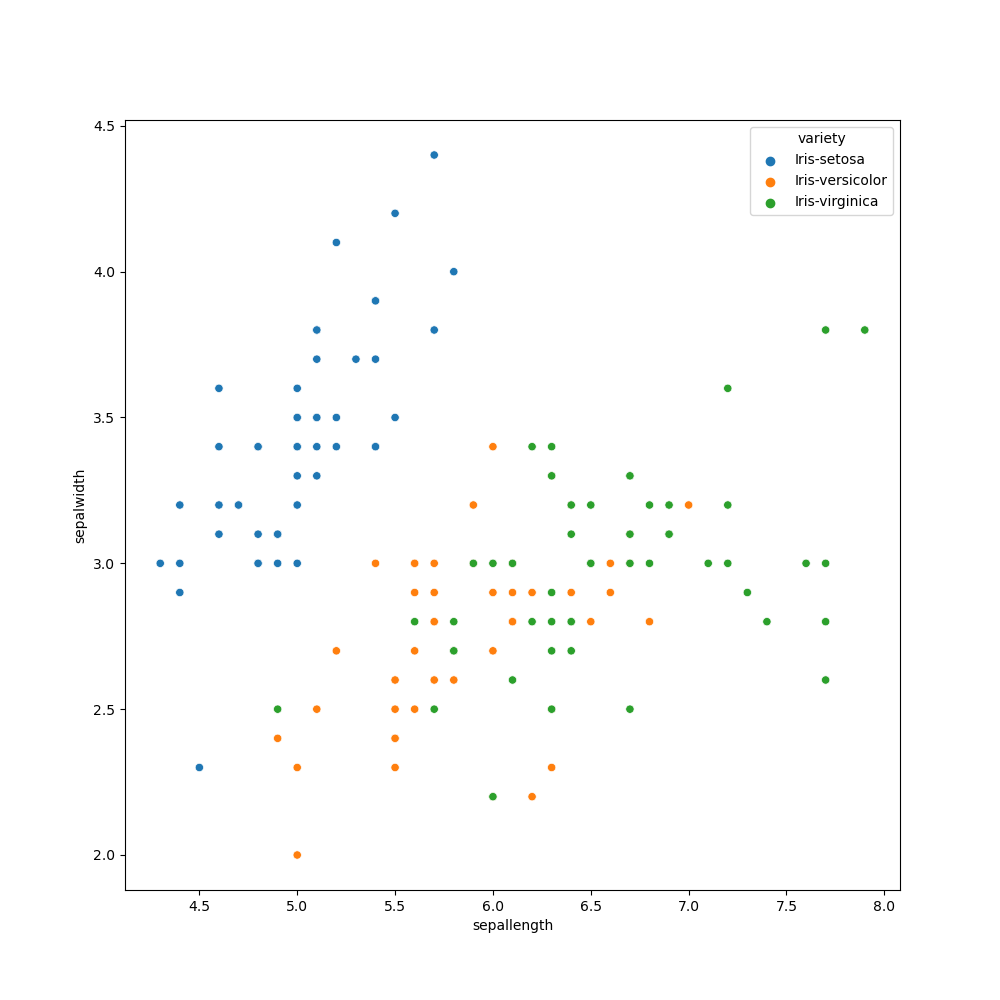 variety
Iris-setosa
Iris-versicolor
Iris-virginica
4.5
4.0
3.5
3.0
2.5
2.0
sepalwidth
4.5 5.0 5.5 6.0 6.5 7.0 7.5 8.0
sepallength